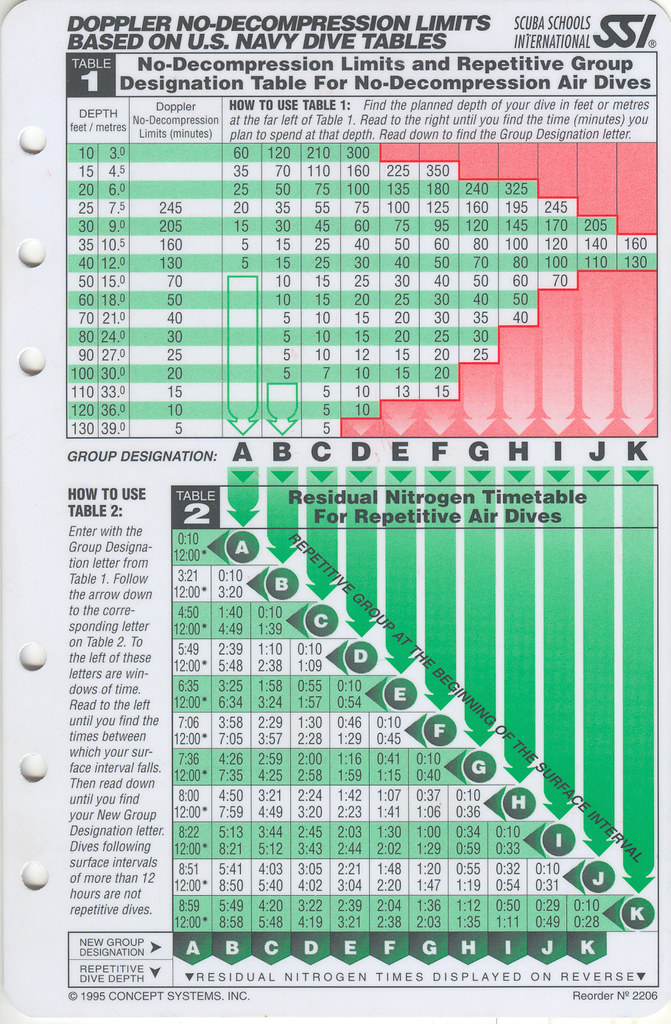 DOPPLER NO-DECOMPRESSION LIMITS
BASED ON U.S. NAVY DIVE TABLES
SCUBA SCHOOLS
INTERNATIONAL
SSI®
TABLE
1
No-Decompression Limits and Repetitive Group
Designation Table For No-Decompression Air Dives
DEPTH
feet / metres
Doppler
No-Decompression
Limits (minutes)
HOW TO USE TABLE 1: Find the planned depth of your dive in feet or metres
at the far left of Table 1. Read to the right until you find the time (minutes) you
plan to spend at that depth. Read down to find the Group Designation letter.
10 3.0 60 120 210 300
15 4.5 35 70 110 160 225 350
20 6.0 25 50 75 100 135 180 240 325
25 7.5 245 20 35 55 75 100 125 160 195 245
30 9.0 205 15 30 45 60 75 95 120 145 170 205
35 10.5 160 5 15 25 40 50 60 80 100 120 140 160
40 12.0 130 5 15 25 30 40 50 70 80 100 110 130
50 15.0 70 10 15 25 30 40 50 60 70
60 18.0 50 10 15 20 25 30 40 50
70 21.0 40 5 10 15 20 30 35 40
80 24.0 30 5 10 15 20 25 30
90 27.0 25 5 10 12 15 20 25
100 30.0 20 5 7 10 15 20
110 33.0 15 5 10 13 15
120 36.0 10 5 10
130 39.0 5 5
GROUP DESIGNATION: A B C D E F G H I J K
HOW TO USE
TABLE 2:
Enter with the
Group Designa-
tion letter from
Table 1. Follow
the arrow down
to the corre-
sponding letter
on Table 2. To
the left of these
letters are win-
dows of time.
Read to the left
until you find the
times between
which your sur-
face interval falls.
Then read down
until you find
your New Group
Designation letter.
Dives following
surface intervals
of more than 12
hours are not
repetitive dives.
TABLE
2
Residual Nitrogen Timetable
For Repetitive Air Dives
REPETITIVE GROUP AT THE BEGINNING OF THE SURFACE INTERVAL
0:10
12:00* A
3:21 0:10
12:00* 3:20 B
4:50 1:40 0:10
12:00* 4:49 1:39 C
5:49 2:39 1:10 0:10
12:00* 5:48 2:38 1:09 D
6:35 3:25 1:58 0:55 0:10
12:00* 6:34 3:24 1:57 0:54 E
7:06 3:58 2:29 1:30 0:46 0:10
12:00* 7:05 3:57 2:28 1:29 0:45 F
7:36 4:26 2:59 2:00 1:16 0:41 0:10
12:00* 7:35 4:25 2:58 1:59 1:15 0:40 G
8:00 4:50 3:21 2:24 1:42 1:07 0:37 0:10
12:00* 7:59 4:49 3:20 2:23 1:41 1:06 0:36 H
8:22 5:13 3:44 2:45 2:03 1:30 1:00 0:34 0:10
12:00* 8:21 5:12 3:43 2:44 2:02 1:29 0:59 0:33 I
8:51 5:41 4:03 3:05 2:21 1:48 1:20 0:55 0:32 0:10
12:00* 8:50 5:40 4:02 3:04 2:20 1:47 1:19 0:54 0:31 J
8:59 5:49 4:20 3:22 2:39 2:04 1:36 1:12 0:50 0:29 0:10
12:00* 8:58 5:48 4:19 3:21 2:38 2:03 1:35 1:11 0:49 0:28 K
NEW GROUP
DESIGNATION
A B C D E F G H I J K
REPETITIVE
DIVE DEPTH
▼RESIDUAL NITROGEN TIMES DISPLAYED ON REVERSE▼
© 1995 CONCEPT SYSTEMS, INC.
Reorder Nº 2206